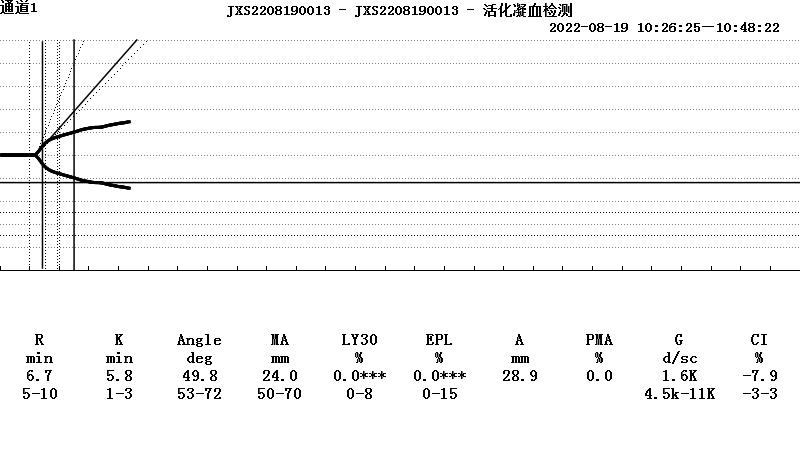 通道1
JXS2208190013 - JXS2208190013 - 活化凝血检测
2022-08-19 10:26:25—10:48:22
R K Angle MA LY30 EPL A PMA G CI
min min deg mm % % mm % d/sc %
6.7 5.8 49.8 24.0 0.0*** 0.0*** 28.9 0.0 1.6K -7.9
5-10 1-3 53-72 50-70 0-8 0-15 4.5k-11K -3-3